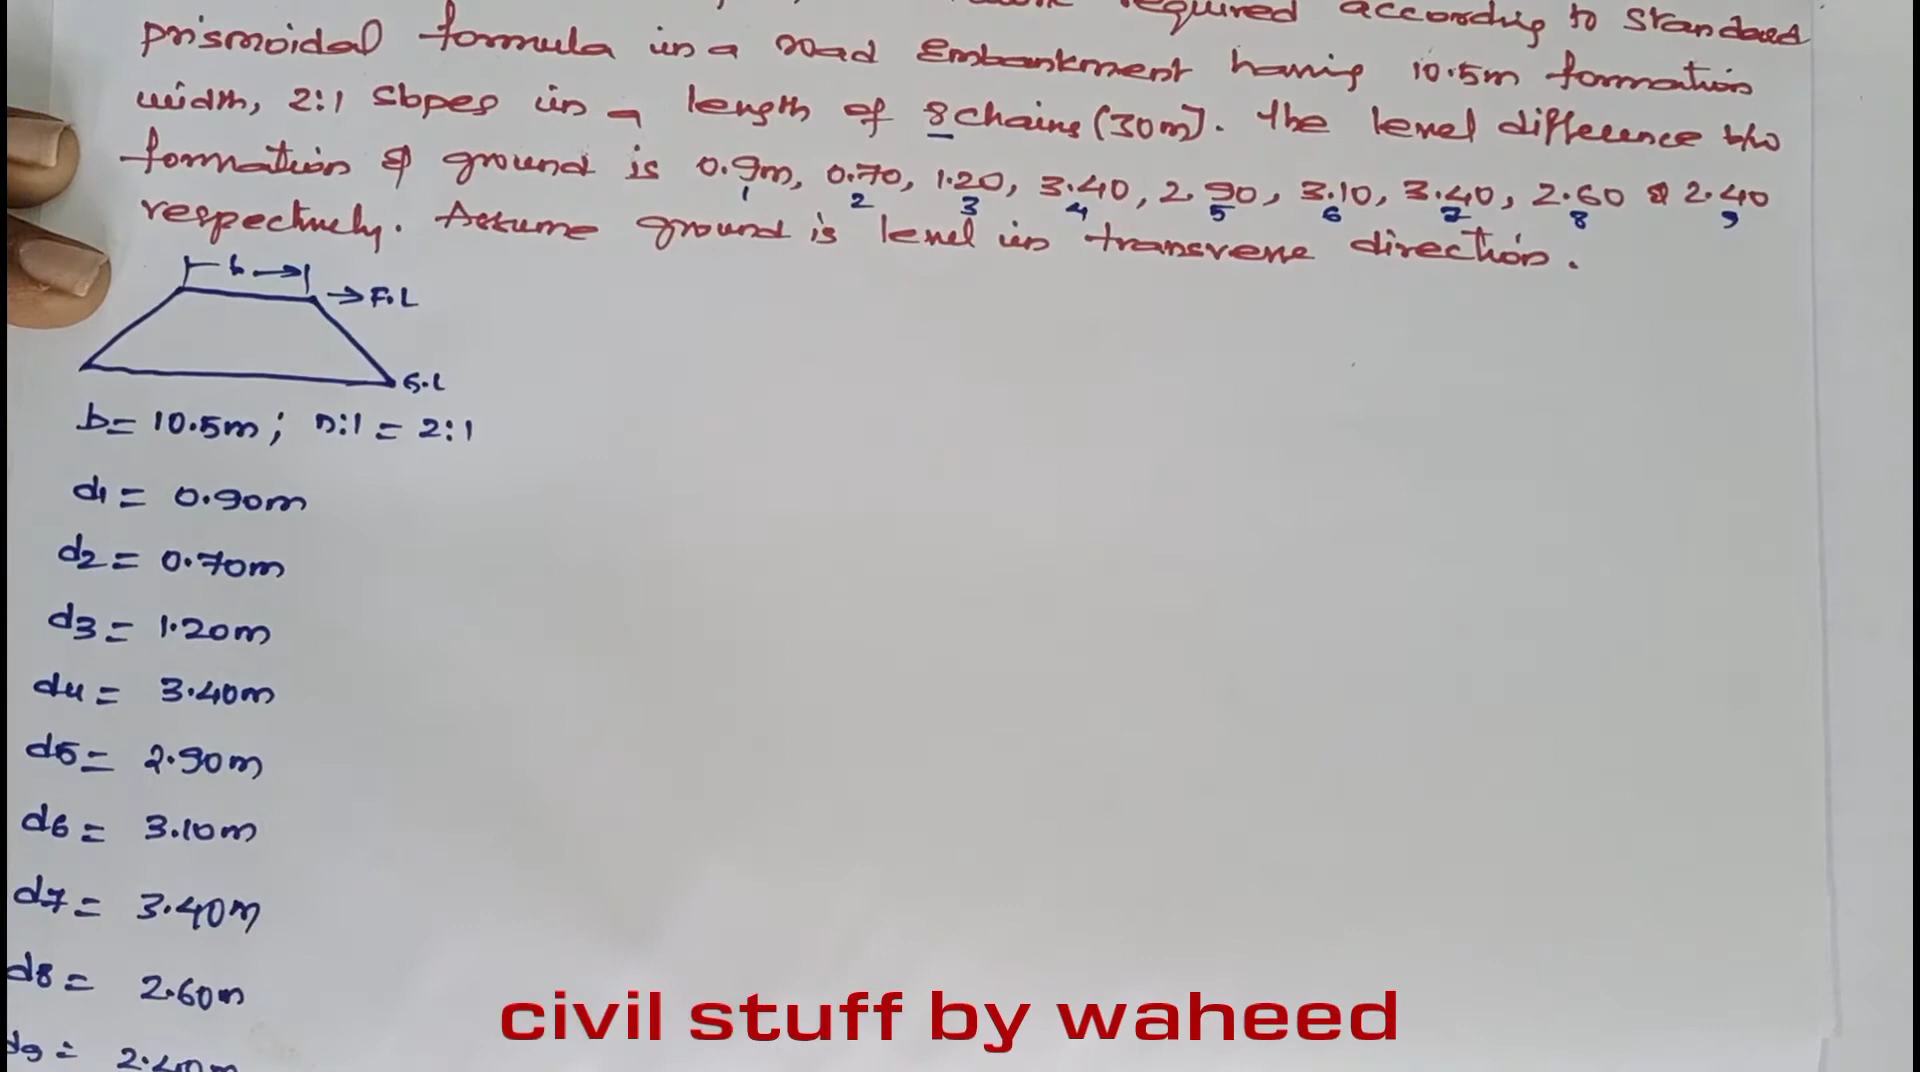 required according to standard
prismoidal formula in a road Embankment having 10.5m formation
width, 2:1 slopes in a length of 8 chains (30m). The level difference b/w
formation & ground is 0.9m, 0.70, 1.20, 3.40, 2.90, 3.10, 3.40, 2.60 & 2.40
1 2 3 4 5 6 7 8 9
respectively. Assume ground is level in transverse direction.
b
F.L
G.L
b= 10.5m; n:1 = 2:1
d1 = 0.90m
d2 = 0.70m
d3 = 1.20m
d4 = 3.40m
d5 = 2.90m
d6 = 3.10m
d7 = 3.40m
d8 = 2.60m
d9 = 2.40m
civil stuff by waheed